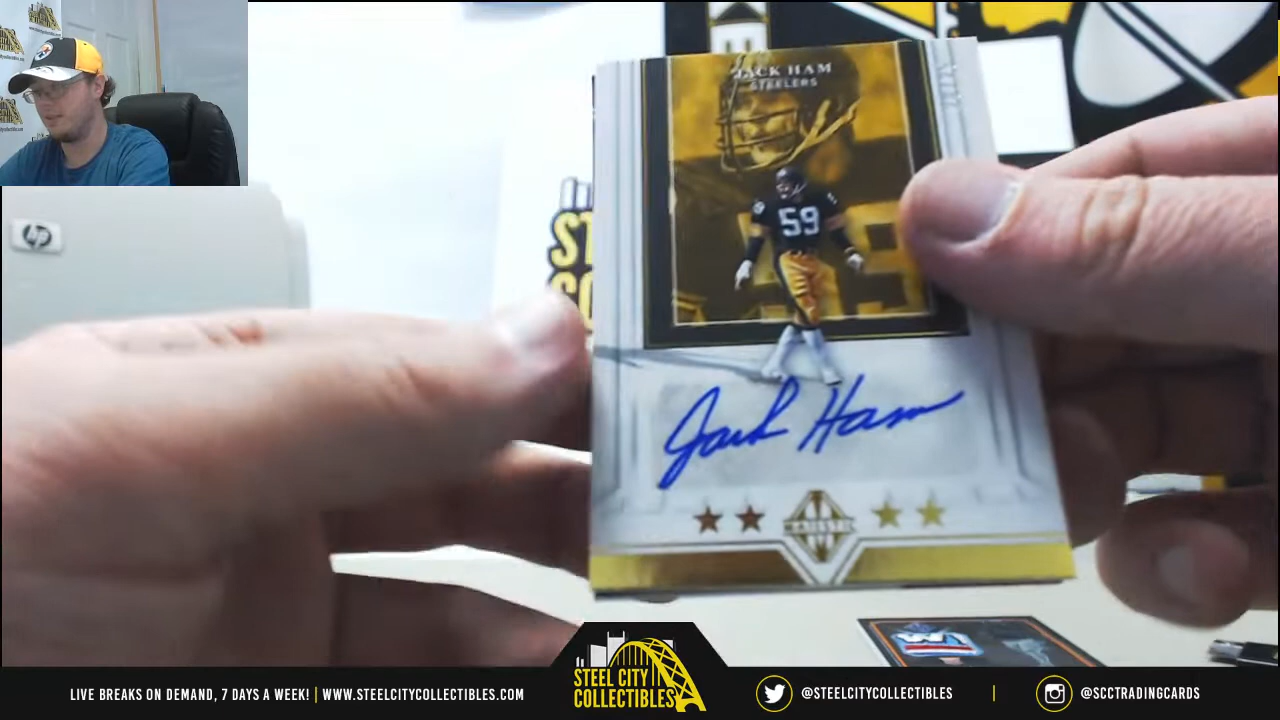 hp
JACK HAM
STEELERS
59
Jack Ham
MAJESTIC
STEEL CITY
COLLECTIBLES
LIVE BREAKS ON DEMAND, 7 DAYS A WEEK! | WWW.STEELCITYCOLLECTIBLES.COM
@STEELCITYCOLLECTIBLES | @SCCTRADINGCARDS